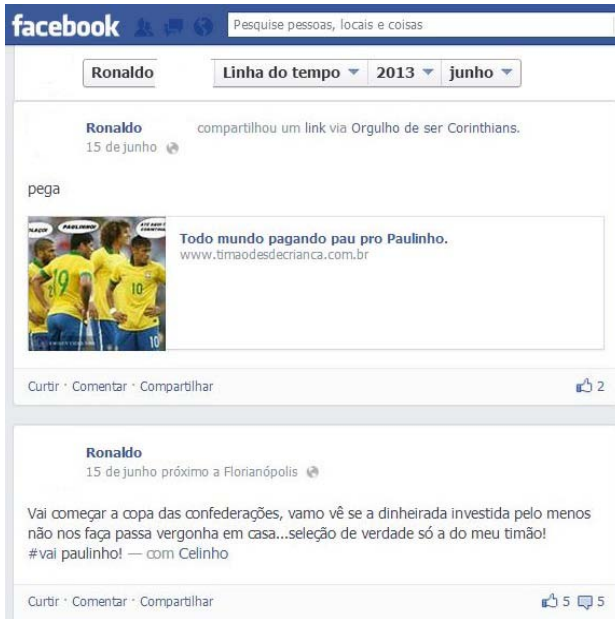 facebook Pesquise pessoas, locais e coisas
Ronaldo Linha do tempo 2013 junho
Ronaldo compartilhou um link via Orgulho de ser Corinthians.
15 de junho
pega
PAULINHO!
19
10
10
Todo mundo pagando pau pro Paulinho.
www.timaodesdecrianca.com.br
Curtir · Comentar · Compartilhar 2
Ronaldo
15 de junho próximo a Florianópolis
Vai começar a copa das confederações, vamo vê se a dinheirada investida pelo menos
não nos faça passa vergonha em casa...seleção de verdade só a do meu timão!
#vai paulinho! — com Celinho
Curtir · Comentar · Compartilhar 5 5